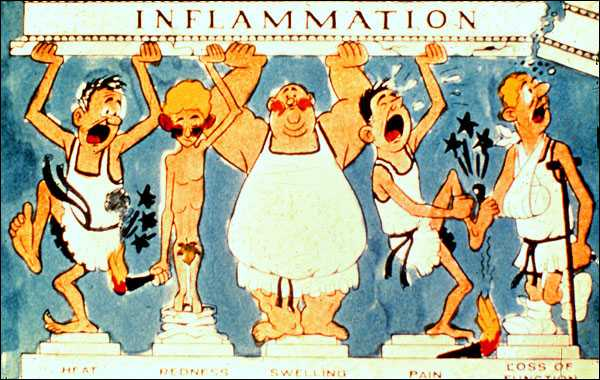 INFLAMMATION
HEAT
REDNESS
SWELLING
PAIN
LOSS OF
FUNCTION